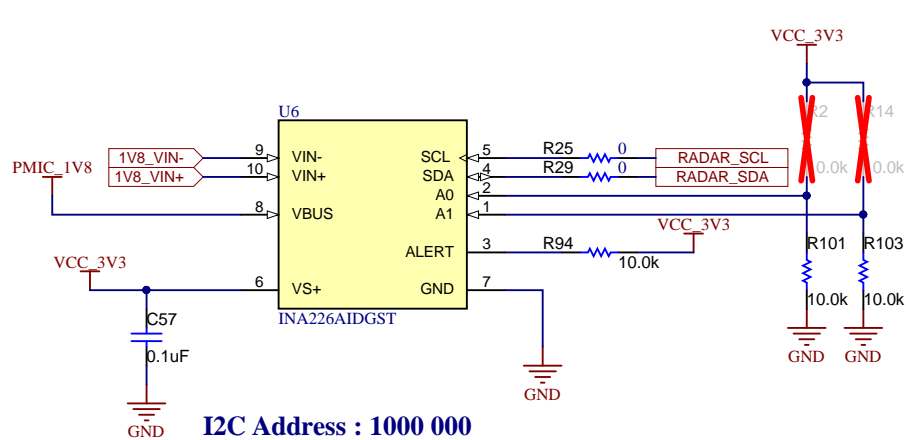 VCC_3V3
U6
R2
R14
1V8_VIN-
9
VIN-
SCL
5
R25
0
RADAR_SCL
PMIC_1V8
1V8_VIN+
10
VIN+
SDA
4
R29
0
RADAR_SDA
0.0k
0.0k
A0
2
8
VBUS
A1
1
VCC_3V3
VCC_3V3
ALERT
3
R94
10.0k
R101
R103
6
VS+
GND
7
10.0k
10.0k
C57
INA226AIDGST
0.1uF
GND
GND
GND
GND
I2C Address : 1000 000